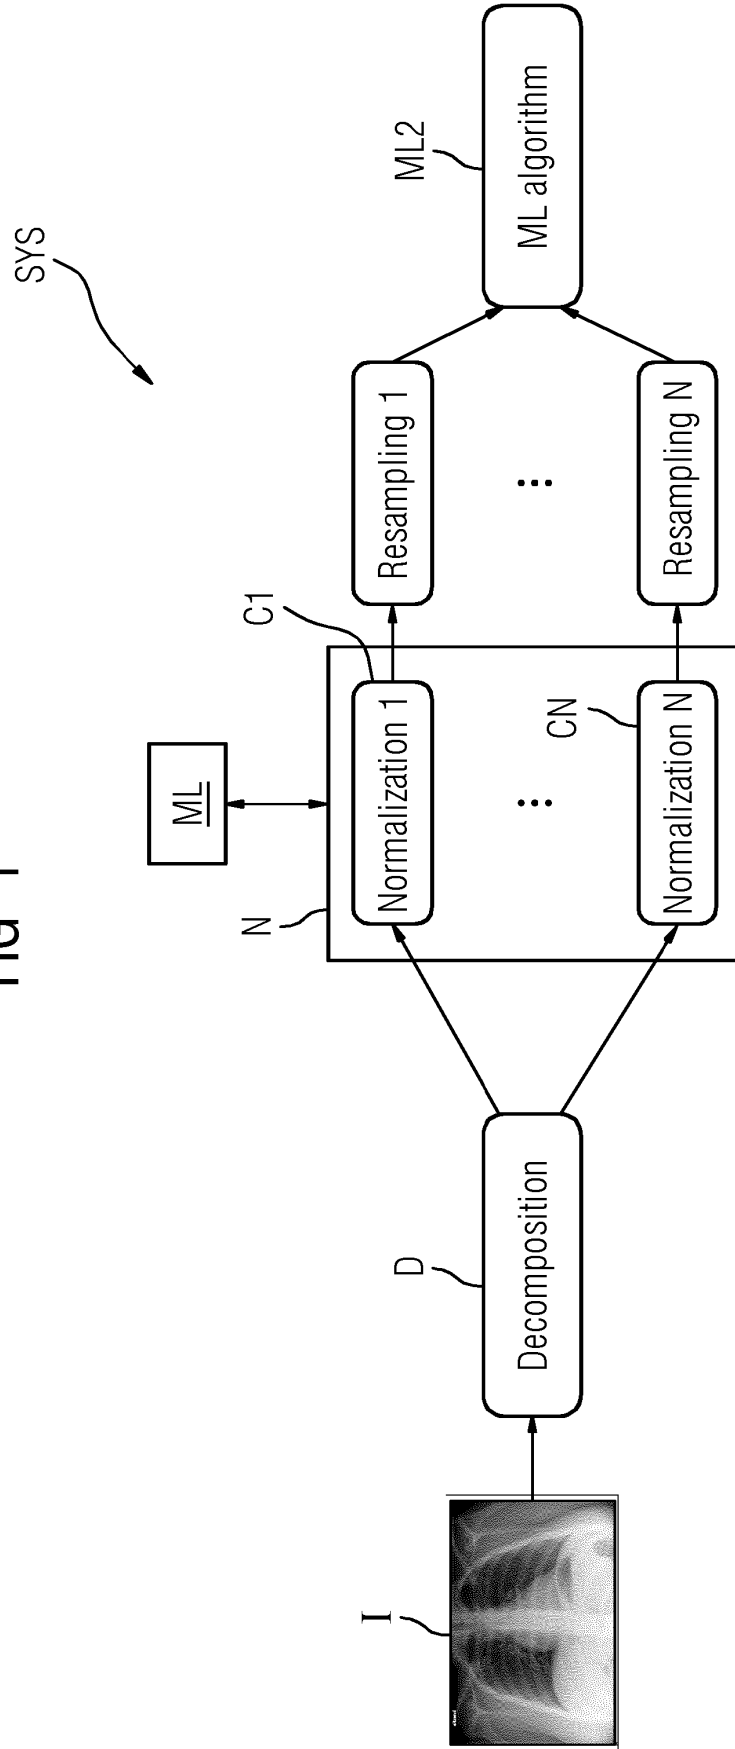 SYS
ML
N
C1
ML2
I
D
Decomposition
Normalization 1
Resampling 1
ML algorithm
CN
Normalization N
Resampling N